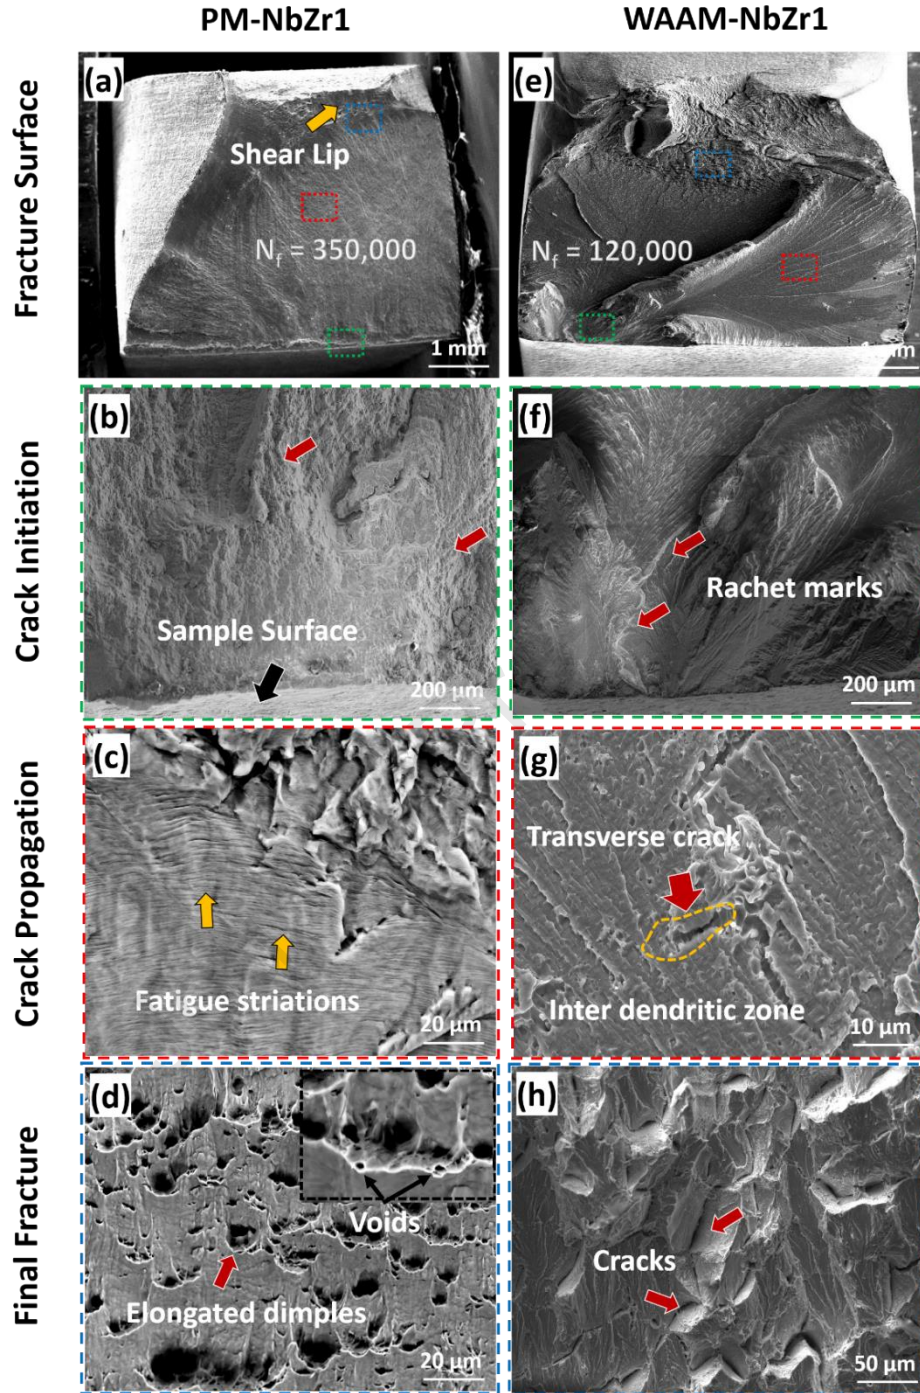 PM-NbZr1
WAAM-NbZr1
Fracture Surface
(a)
Shear Lip
N_f = 350,000
1 mm
(e)
N_f = 120,000
Crack Initiation
(b)
Sample Surface
200 µm
(f)
Rachet marks
200 µm
Crack Propagation
(c)
Fatigue striations
20 µm
(g)
Transverse crack
Inter dendritic zone
10 µm
Final Fracture
(d)
Voids
Elongated dimples
20 µm
(h)
Cracks
50 µm